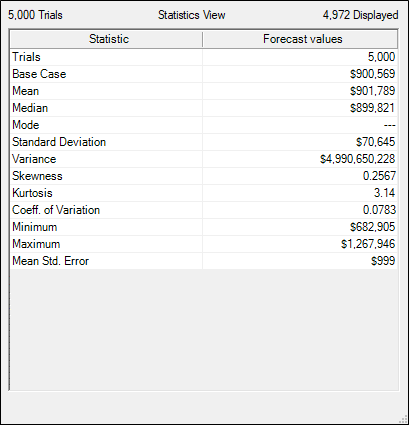 5,000 Trials Statistics View 4,972 Displayed
Statistic Forecast values
Trials 5,000
Base Case $900,569
Mean $901,789
Median $899,821
Mode ---
Standard Deviation $70,645
Variance $4,990,650,228
Skewness 0.2567
Kurtosis 3.14
Coeff. of Variation 0.0783
Minimum $682,905
Maximum $1,267,946
Mean Std. Error $999